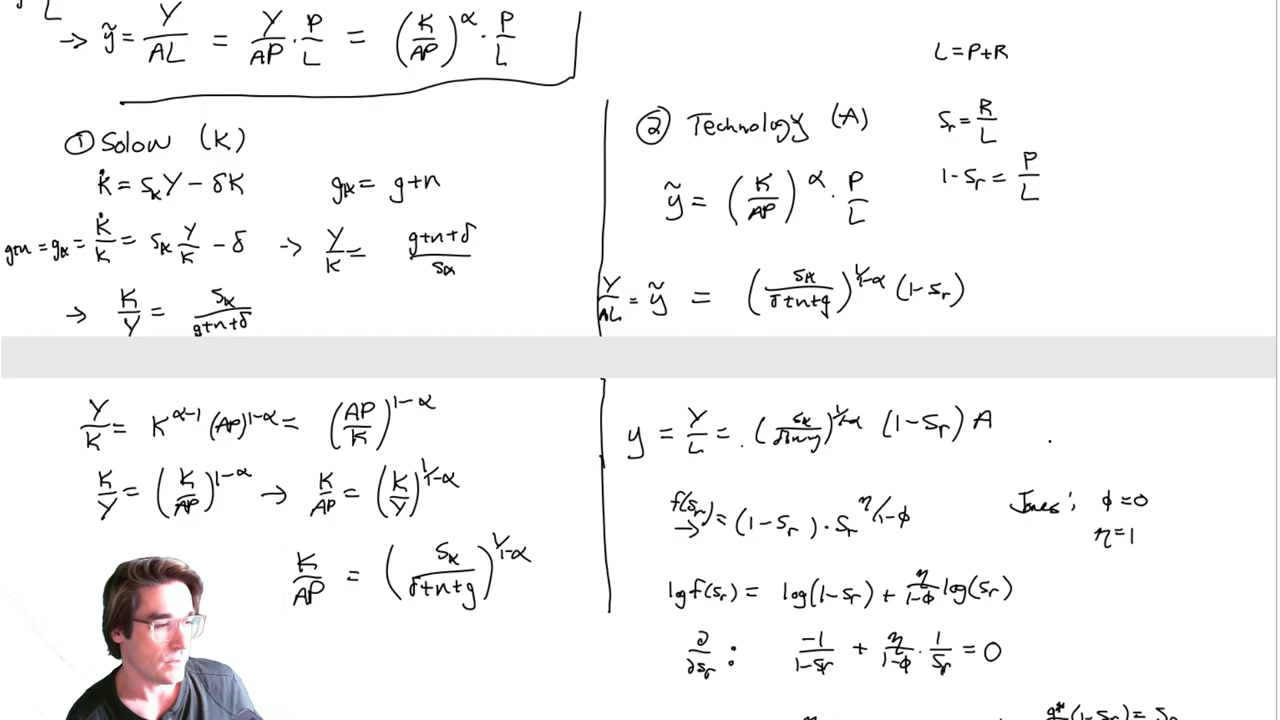 L
→ ỹ = Y/AL = Y/AP · P/L = (K/AP)^α · P/L
L = P+R
① Solow (K)
K̇ = s_k Y − δK
g_k = g+n
g+n = g_k = K̇/K = s_k Y/K − δ → Y/K = (g+n+δ)/s_k
→ K/Y = s_k/(g+n+δ)
Y/K = K^(α−1) (AP)^(1−α) = (AP/K)^(1−α)
K/Y = (K/AP)^(1−α) → K/AP = (K/Y)^(1/1−α)
K/AP = (s_k/(δ+n+g))^(1/1−α)
② Technology (A)
s_r = R/L
1−s_r = P/L
ỹ = (K/AP)^α · P/L
Y/AL = ỹ = (s_k/(δ+n+g))^(α/1−α) (1−s_r)
y = Y/L = (s_k/(δ+n+g))^(α/1−α) (1−s_r) A
f(s_r) → = (1−s_r) · s_r^(η/1−φ)
Jones: φ=0
η=1
log f(s_r) = log(1−s_r) + η/(1−φ) log(s_r)
∂/∂s_r : −1/(1−s_r) + η/(1−φ) · 1/s_r = 0
(1−s_r) = s_r